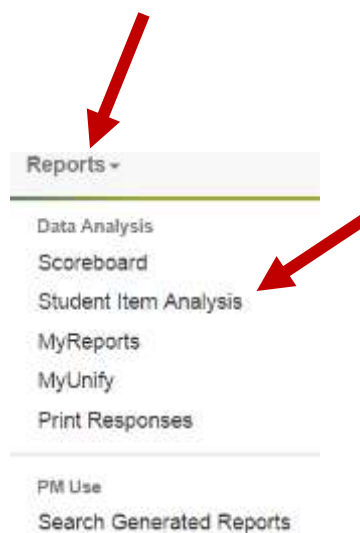 Reports
Data Analysis
Scoreboard
Student Item Analysis
MyReports
MyUnify
Print Responses
PM Use
Search Generated Reports